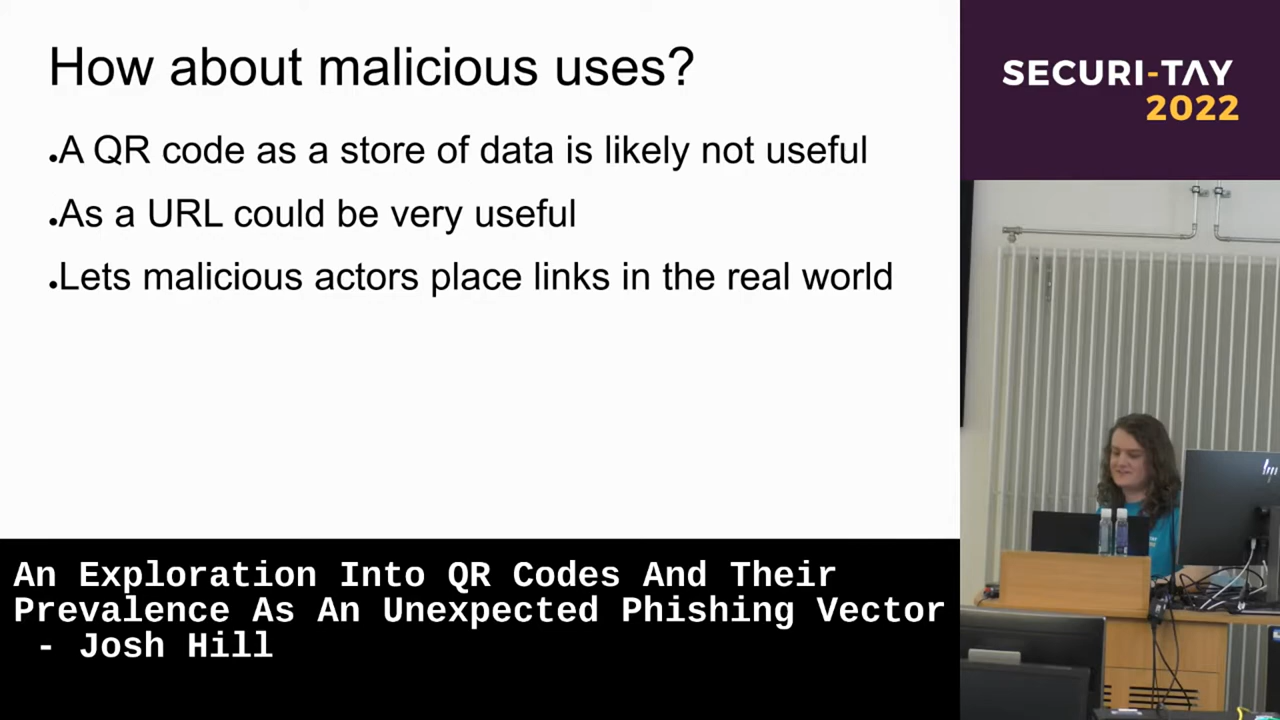 How about malicious uses?
●A QR code as a store of data is likely not useful
●As a URL could be very useful
●Lets malicious actors place links in the real world
SECURI-TAY
2022
hp
An Exploration Into QR Codes And Their
Prevalence As An Unexpected Phishing Vector
- Josh Hill